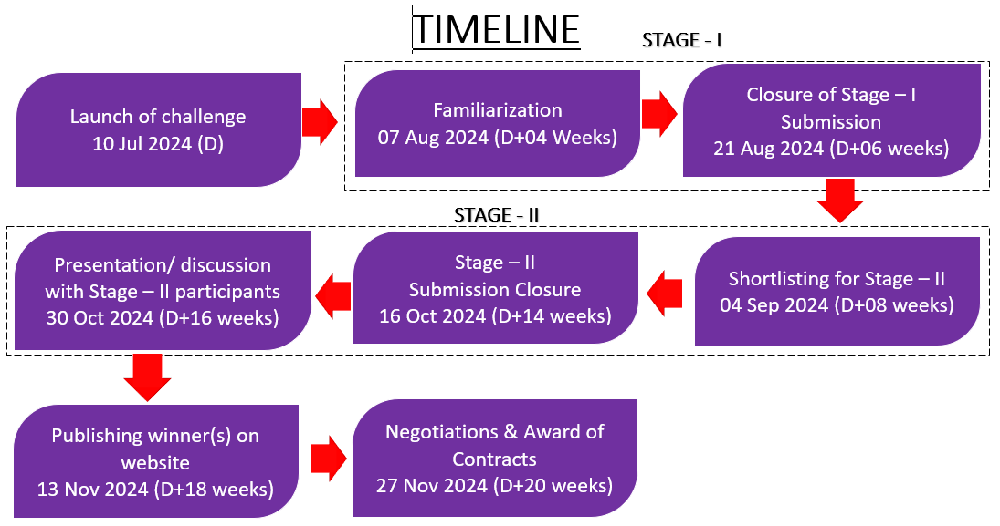 TIMELINE
STAGE - I
Launch of challenge
10 Jul 2024 (D)
Familiarization
07 Aug 2024 (D+04 Weeks)
Closure of Stage – I
Submission
21 Aug 2024 (D+06 weeks)
STAGE - II
Shortlisting for Stage – II
04 Sep 2024 (D+08 weeks)
Stage – II
Submission Closure
16 Oct 2024 (D+14 weeks)
Presentation/ discussion
with Stage – II participants
30 Oct 2024 (D+16 weeks)
Publishing winner(s) on
website
13 Nov 2024 (D+18 weeks)
Negotiations & Award of
Contracts
27 Nov 2024 (D+20 weeks)